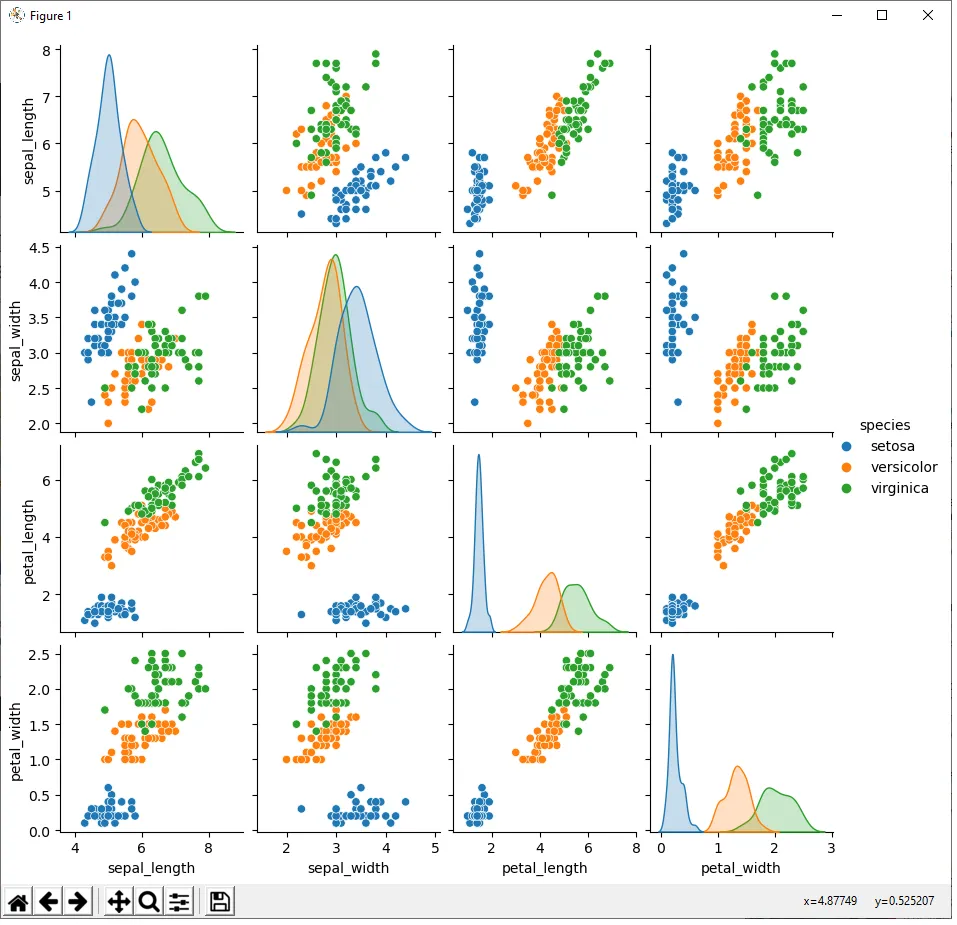 Figure 1
8
7
6
5
sepal_length
4.5
4.0
3.5
3.0
2.5
2.0
sepal_width
species
setosa
versicolor
virginica
6
4
2
petal_length
2.5
2.0
1.5
1.0
0.5
0.0
petal_width
4 6 8 2 3 4 5 2 4 6 8 0 1 2 3
sepal_length sepal_width petal_length petal_width
x=4.87749 y=0.525207